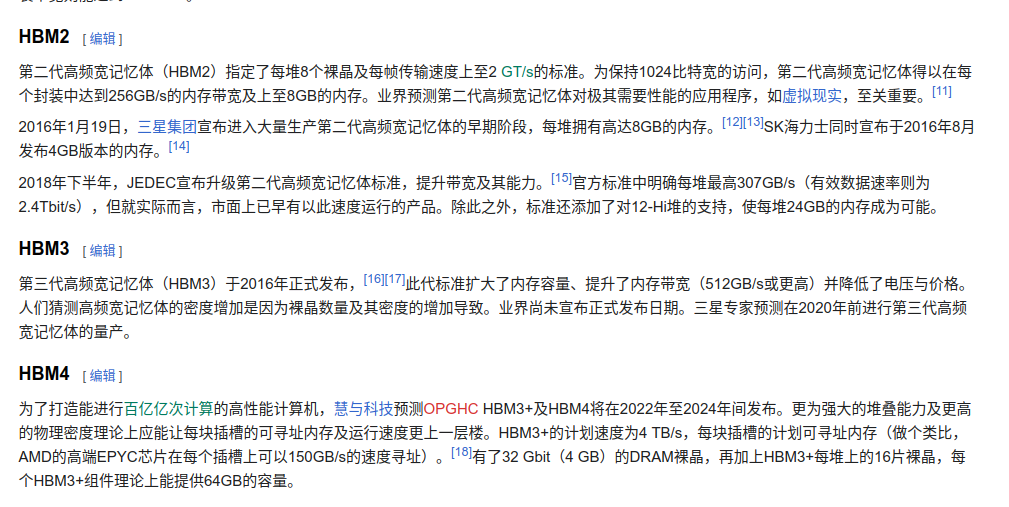 HBM2 [ 编辑 ]
第二代高频宽记忆体（HBM2）指定了每堆8个裸晶及每帧传输速度上至2 GT/s的标准。为保持1024比特宽的访问，第二代高频宽记忆体得以在每
个封装中达到256GB/s的内存带宽及上至8GB的内存。业界预测第二代高频宽记忆体对极其需要性能的应用程序，如虚拟现实，至关重要。[11]
2016年1月19日，三星集团宣布进入大量生产第二代高频宽记忆体的早期阶段，每堆拥有高达8GB的内存。[12][13]SK海力士同时宣布于2016年8月
发布4GB版本的内存。[14]
2018年下半年，JEDEC宣布升级第二代高频宽记忆体标准，提升带宽及其能力。[15]官方标准中明确每堆最高307GB/s（有效数据速率则为
2.4Tbit/s），但就实际而言，市面上已早有以此速度运行的产品。除此之外，标准还添加了对12-Hi堆的支持，使每堆24GB的内存成为可能。
HBM3 [ 编辑 ]
第三代高频宽记忆体（HBM3）于2016年正式发布，[16][17]此代标准扩大了内存容量、提升了内存带宽（512GB/s或更高）并降低了电压与价格。
人们猜测高频宽记忆体的密度增加是因为裸晶数量及其密度的增加导致。业界尚未宣布正式发布日期。三星专家预测在2020年前进行第三代高频
宽记忆体的量产。
HBM4 [ 编辑 ]
为了打造能进行百亿亿次计算的高性能计算机，慧与科技预测OPGHC HBM3+及HBM4将在2022年至2024年间发布。更为强大的堆叠能力及更高
的物理密度理论上应能让每块插槽的可寻址内存及运行速度更上一层楼。HBM3+的计划速度为4 TB/s，每块插槽的计划可寻址内存（做个类比，
AMD的高端EPYC芯片在每个插槽上可以150GB/s的速度寻址）。[18]有了32 Gbit（4 GB）的DRAM裸晶，再加上HBM3+每堆上的16片裸晶，每
个HBM3+组件理论上能提供64GB的容量。